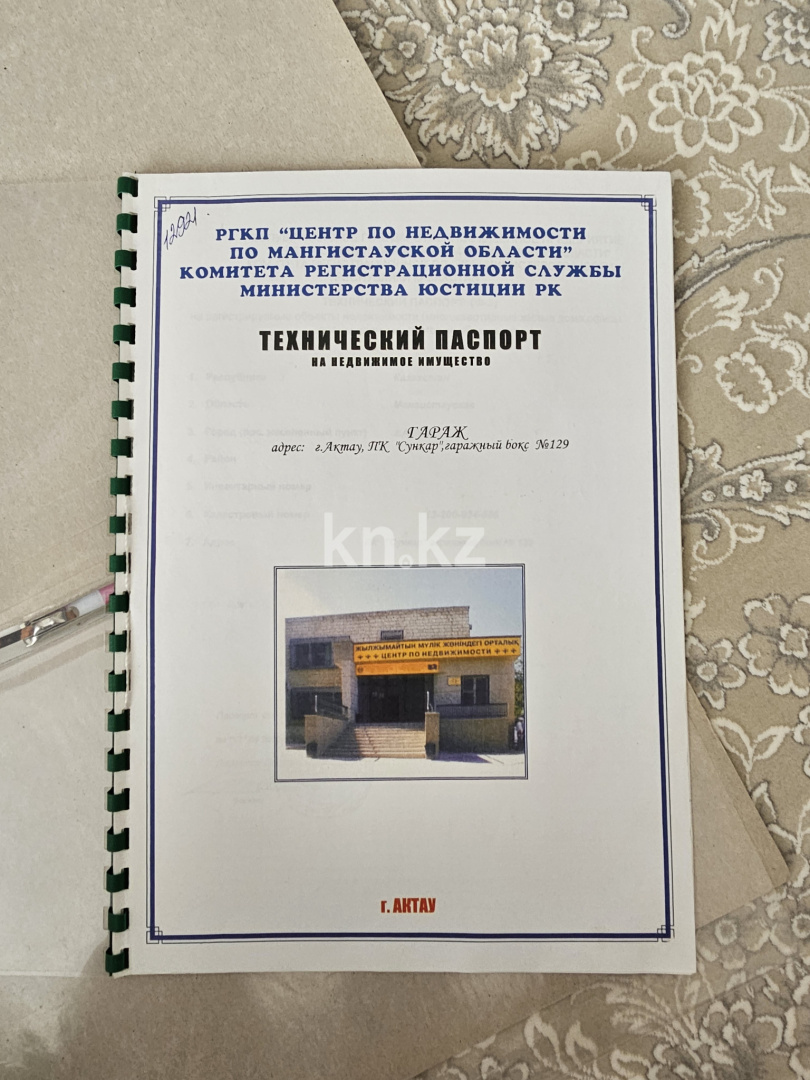 12921.
РГКП "ЦЕНТР ПО НЕДВИЖИМОСТИ
ПО МАНГИСТАУСКОЙ ОБЛАСТИ"
КОМИТЕТА РЕГИСТРАЦИОННОЙ СЛУЖБЫ
МИНИСТЕРСТВА ЮСТИЦИИ РК
ТЕХНИЧЕСКИЙ ПАСПОРТ
НА НЕДВИЖИМОЕ ИМУЩЕСТВО
ГАРАЖ
адрес: г.Актау, ПК "Сункар",гаражный бокс №129
kn.kz
ЖЫЛЖЫМАЙТЫН МҮЛІК ЖӨНІНДЕГІ ОРТАЛЫҚ
ЦЕНТР ПО НЕДВИЖИМОСТИ
г. АКТАУ